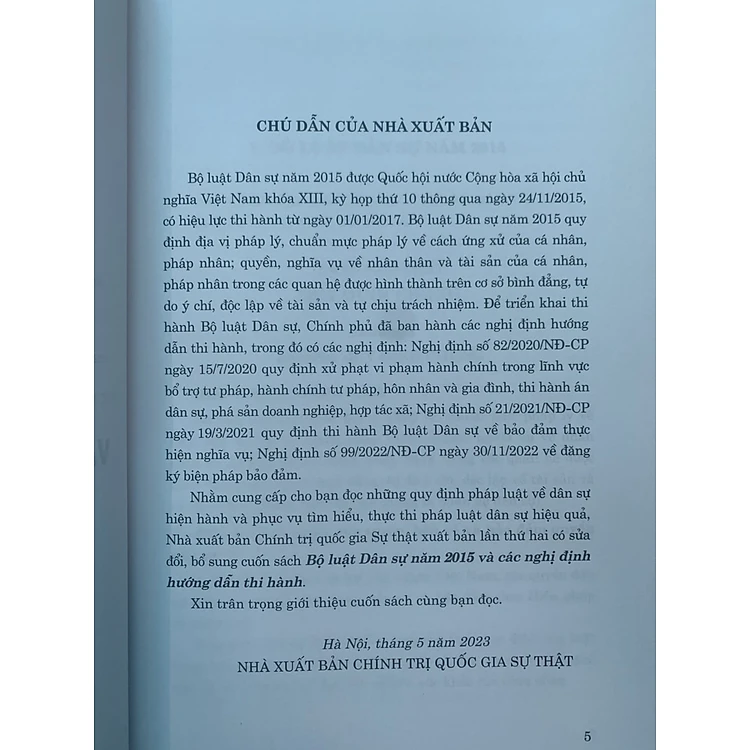 CHÚ DẪN CỦA NHÀ XUẤT BẢN
Bộ luật Dân sự năm 2015 được Quốc hội nước Cộng hòa xã hội chủ
nghĩa Việt Nam khóa XIII, kỳ họp thứ 10 thông qua ngày 24/11/2015,
có hiệu lực thi hành từ ngày 01/01/2017. Bộ luật Dân sự năm 2015 quy
định địa vị pháp lý, chuẩn mực pháp lý về cách ứng xử của cá nhân,
pháp nhân; quyền, nghĩa vụ về nhân thân và tài sản của cá nhân,
pháp nhân trong các quan hệ được hình thành trên cơ sở bình đẳng, tự
do ý chí, độc lập về tài sản và tự chịu trách nhiệm. Để triển khai thi
hành Bộ luật Dân sự, Chính phủ đã ban hành các nghị định hướng
dẫn thi hành, trong đó có các nghị định: Nghị định số 82/2020/NĐ-CP
ngày 15/7/2020 quy định xử phạt vi phạm hành chính trong lĩnh vực
bổ trợ tư pháp, hành chính tư pháp, hôn nhân và gia đình, thi hành án
dân sự, phá sản doanh nghiệp, hợp tác xã; Nghị định số 21/2021/NĐ-CP
ngày 19/3/2021 quy định thi hành Bộ luật Dân sự về bảo đảm thực
hiện nghĩa vụ; Nghị định số 99/2022/NĐ-CP ngày 30/11/2022 về đăng
ký biện pháp bảo đảm.
Nhằm cung cấp cho bạn đọc những quy định pháp luật về dân sự
hiện hành và phục vụ tìm hiểu, thực thi pháp luật dân sự hiệu quả,
Nhà xuất bản Chính trị quốc gia Sự thật xuất bản lần thứ hai có sửa
đổi, bổ sung cuốn sách Bộ luật Dân sự năm 2015 và các nghị định
hướng dẫn thi hành.
Xin trân trọng giới thiệu cuốn sách cùng bạn đọc.
Hà Nội, tháng 5 năm 2023
NHÀ XUẤT BẢN CHÍNH TRỊ QUỐC GIA SỰ THẬT
5